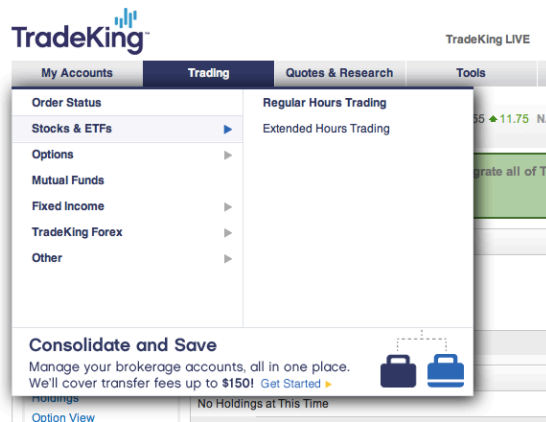 TradeKing™
TradeKing LIVE
My Accounts Trading Quotes & Research Tools
Order Status Regular Hours Trading
Stocks & ETFs Extended Hours Trading 11.75
Options
Mutual Funds
Fixed Income
TradeKing Forex
Other
Consolidate and Save
Manage your brokerage accounts, all in one place.
We'll cover transfer fees up to $150! Get Started
Holdings
No Holdings at This Time
Option View